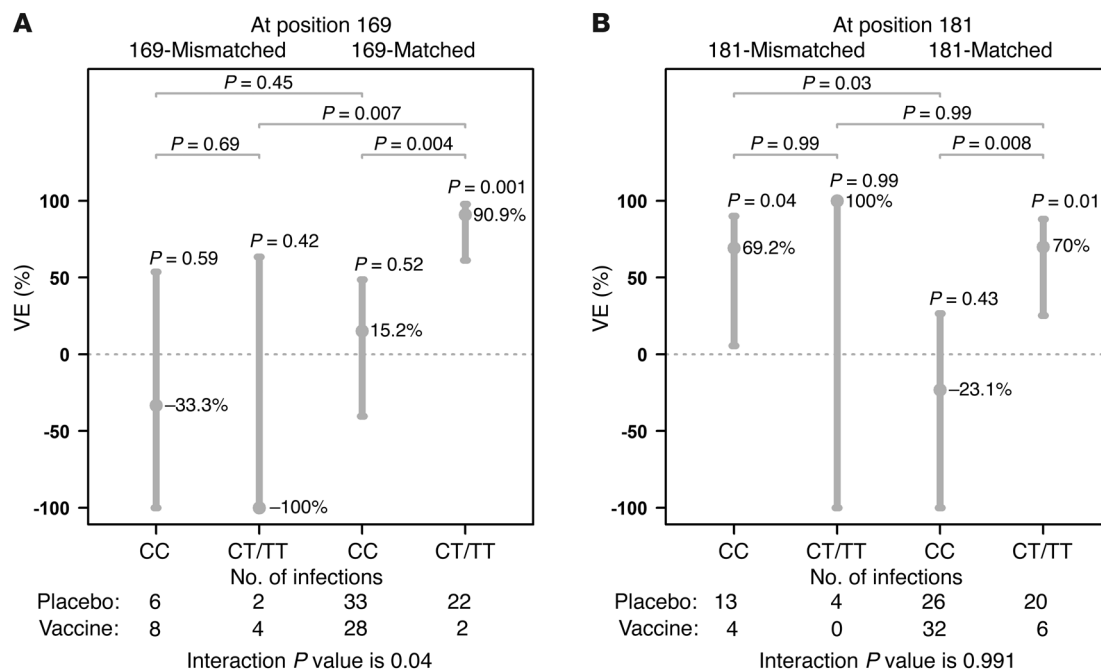 A
At position 169
169-Mismatched 169-Matched
P = 0.45
P = 0.007
P = 0.69 P = 0.004
P = 0.001
P = 0.59 P = 0.42 P = 0.52
VE (%)
100
50
0
-50
-100
–33.3%
–100%
15.2%
90.9%
CC CT/TT CC CT/TT
No. of infections
Placebo: 6 2 33 22
Vaccine: 8 4 28 2
Interaction P value is 0.04
B
At position 181
181-Mismatched 181-Matched
P = 0.03
P = 0.99
P = 0.99 P = 0.008
P = 0.04 P = 0.99 P = 0.43 P = 0.01
VE (%)
100
50
0
-50
-100
69.2%
100%
–23.1%
70%
CC CT/TT CC CT/TT
No. of infections
Placebo: 13 4 26 20
Vaccine: 4 0 32 6
Interaction P value is 0.991